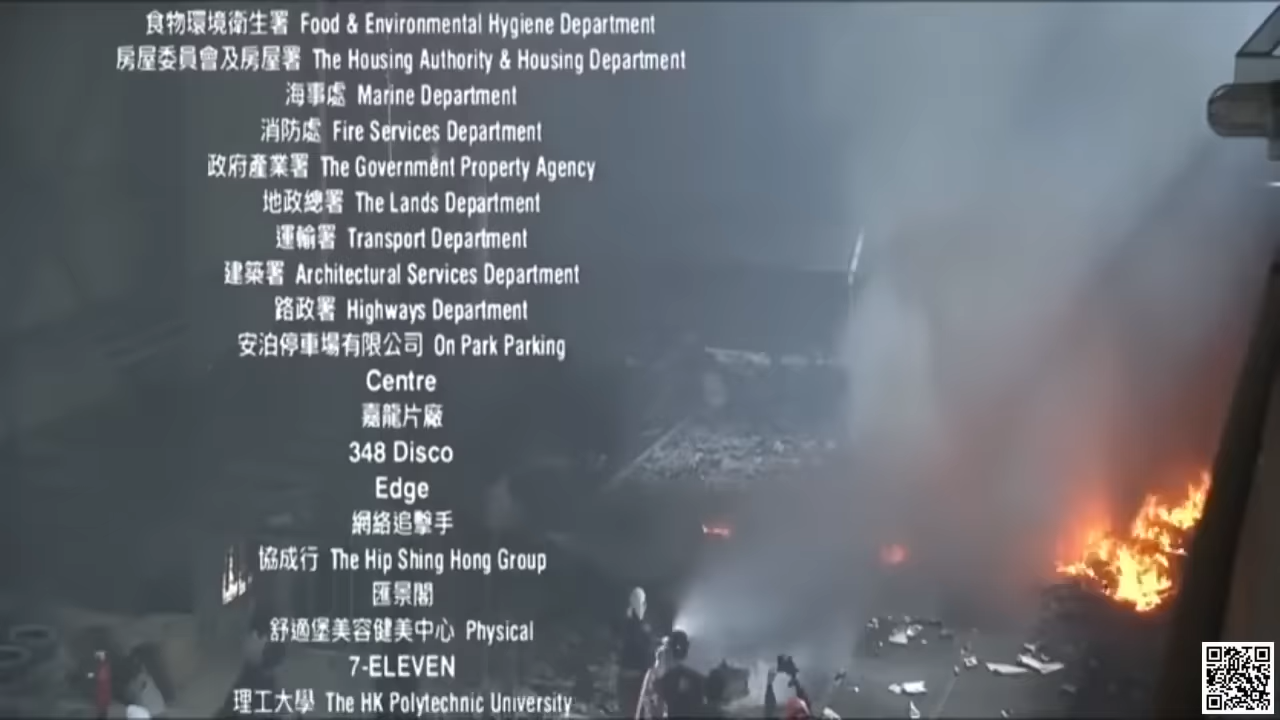 食物環境衛生署 Food & Environmental Hygiene Department
房屋委員會及房屋署 The Housing Authority & Housing Department
海事處 Marine Department
消防處 Fire Services Department
政府產業署 The Government Property Agency
地政總署 The Lands Department
運輸署 Transport Department
建築署 Architectural Services Department
路政署 Highways Department
安泊停車場有限公司 On Park Parking
Centre
嘉龍片廠
348 Disco
Edge
網絡追擊手
協成行 The Hip Shing Hong Group
匯景閣
舒適堡美容健美中心 Physical
7-ELEVEN
理工大學 The HK Polytechnic University